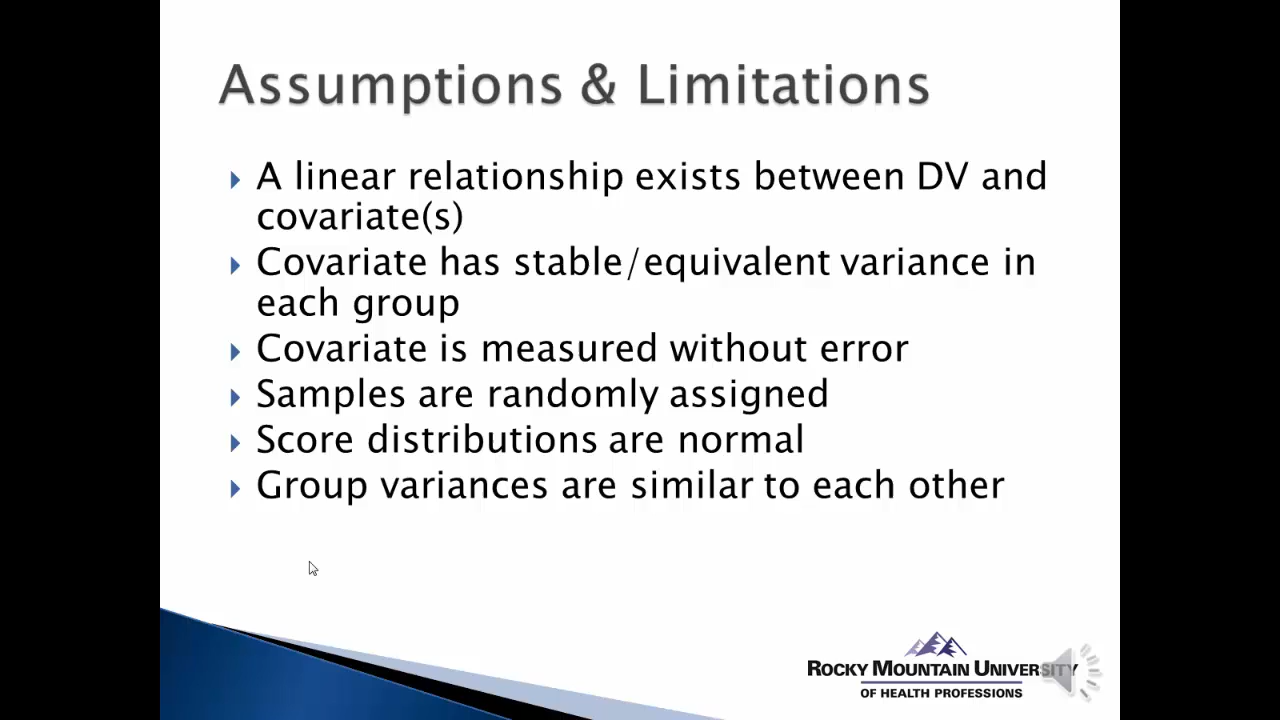 Assumptions & Limitations
A linear relationship exists between DV and
covariate(s)
Covariate has stable/equivalent variance in
each group
Covariate is measured without error
Samples are randomly assigned
Score distributions are normal
Group variances are similar to each other
ROCKY MOUNTAIN UNIVERSITY
OF HEALTH PROFESSIONS